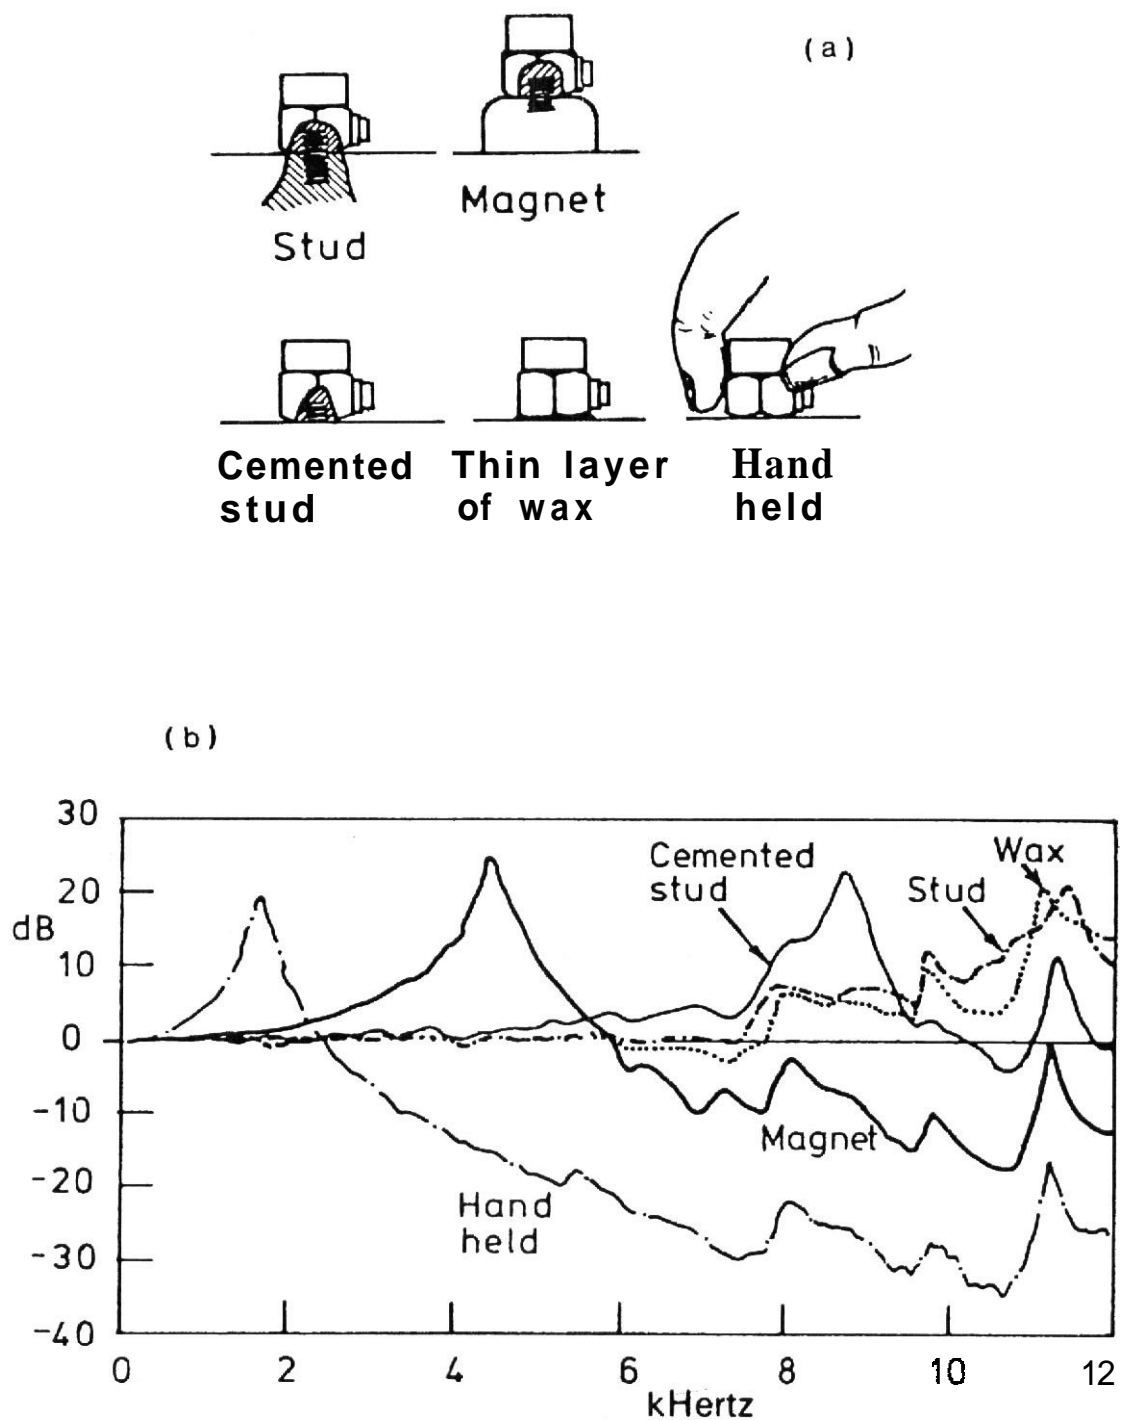 (a)
Magnet
Stud
Cemented stud
Thin layer of wax
Hand held
(b)
30
20
dB
10
0
-10
-20
-30
-40
Cemented stud
Stud
Wax
Magnet
Hand held
0 2 4 6 8 10 12
kHertz